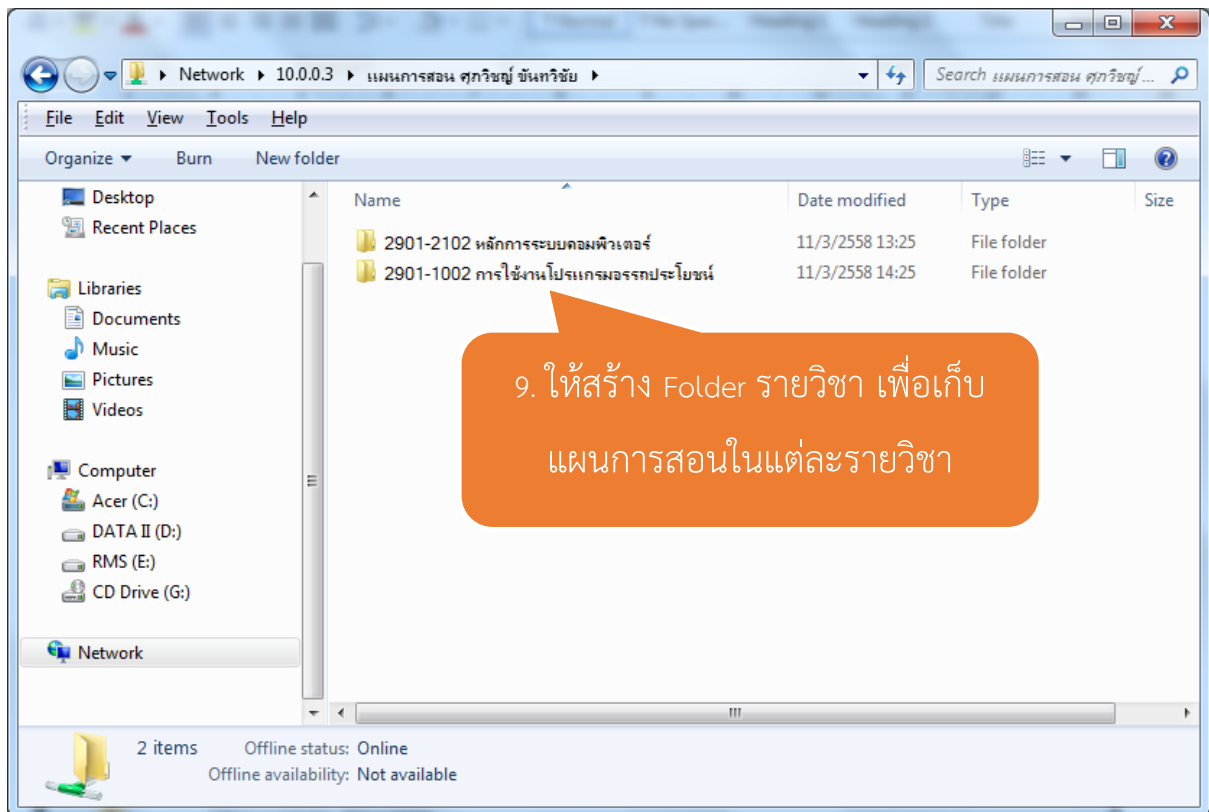 Network ▸ 10.0.0.3 ▸ แผนการสอน ศุภวิชญ์ ขันทวิชัย ▸
Search แผนการสอน ศุภวิชญ์ ...
File Edit View Tools Help
Organize Burn New folder
Desktop
Recent Places
Libraries
Documents
Music
Pictures
Videos
Computer
Acer (C:)
DATA II (D:)
RMS (E:)
CD Drive (G:)
Network
Name Date modified Type Size
2901-2102 หลักการระบบคอมพิวเตอร์ 11/3/2558 13:25 File folder
2901-1002 การใช้งานโปรแกรมอรรถประโยชน์ 11/3/2558 14:25 File folder
9. ให้สร้าง Folder รายวิชา เพื่อเก็บ
แผนการสอนในแต่ละรายวิชา
2 items Offline status: Online
Offline availability: Not available